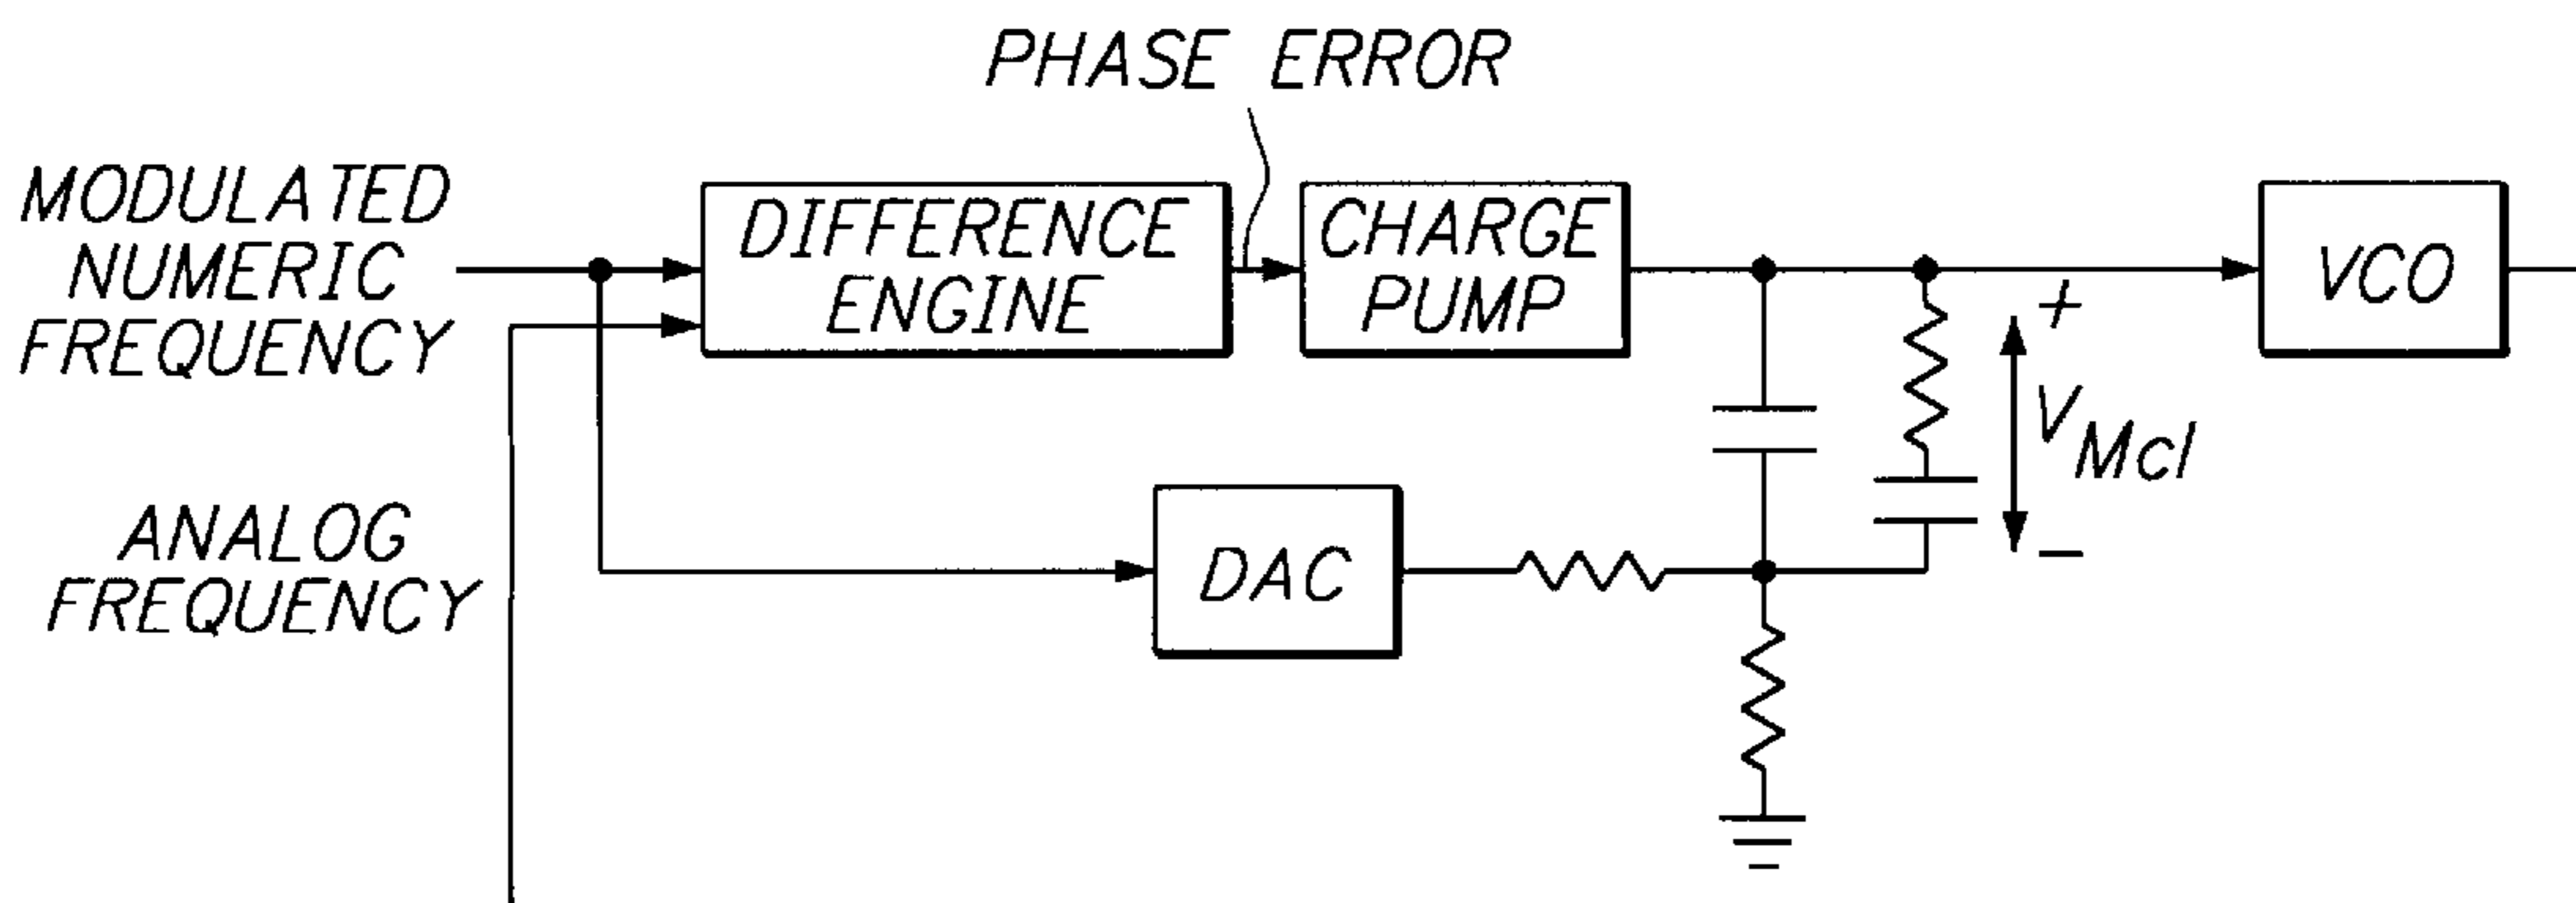 PHASE ERROR
MODULATED
NUMERIC
FREQUENCY
DIFFERENCE
ENGINE
CHARGE
PUMP
VCO
+
V Mcl
−
ANALOG
FREQUENCY
DAC